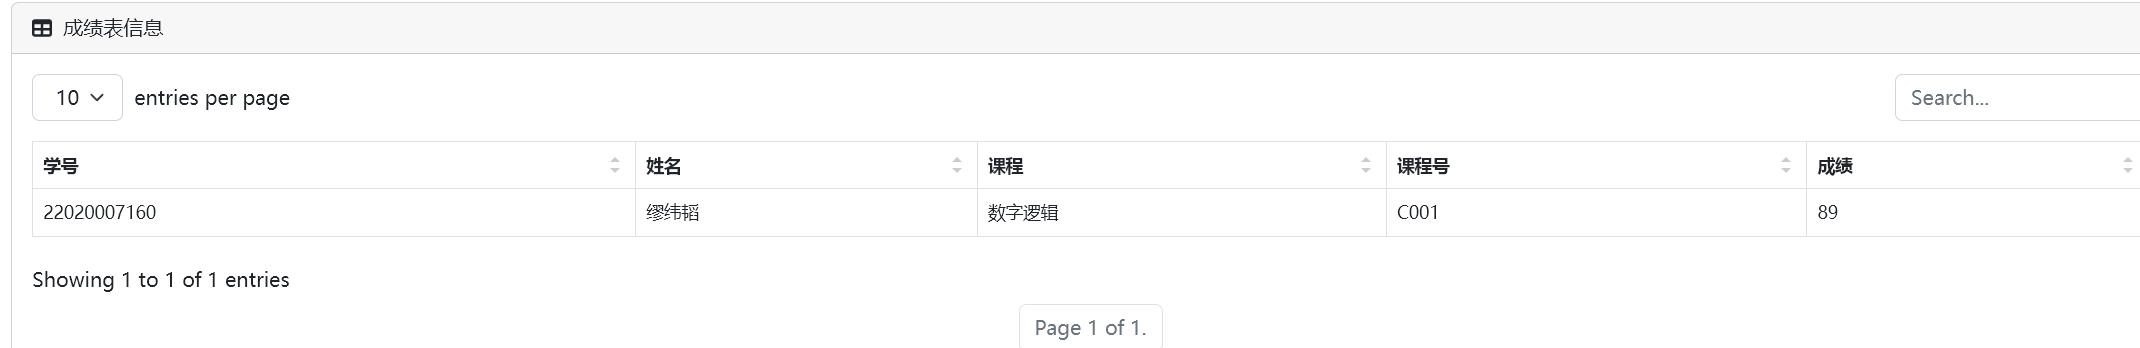 成绩表信息
10 entries per page
Search...
学号 姓名 课程 课程号 成绩
22020007160 缪纬韬 数字逻辑 C001 89
Showing 1 to 1 of 1 entries
Page 1 of 1.